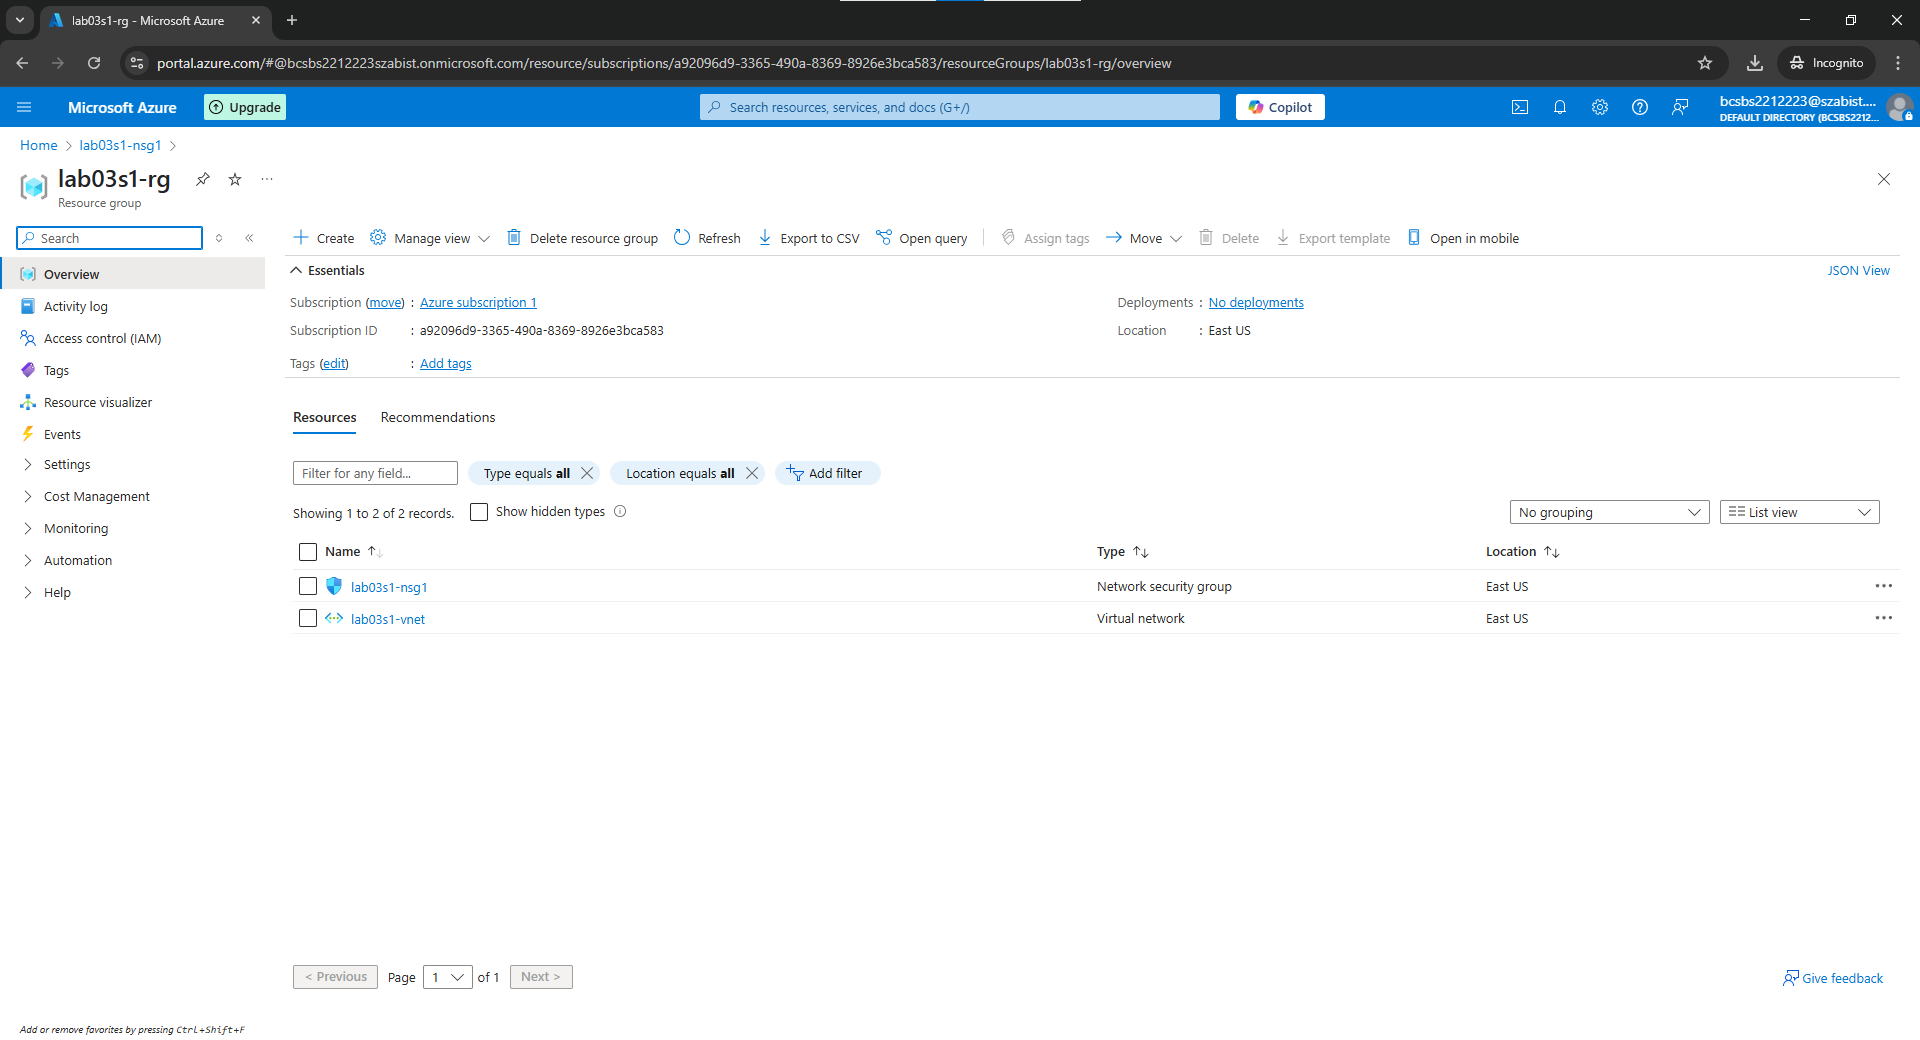 lab03s1-rg - Microsoft Azure
portal.azure.com/#@bcsbs2212223szabist.onmicrosoft.com/resource/subscriptions/a92096d9-3365-490a-8369-8926e3bca583/resourceGroups/lab03s1-rg/overview
Incognito
Microsoft Azure
Upgrade
Search resources, services, and docs (G+/)
Copilot
bcsbs2212223@szabist....
DEFAULT DIRECTORY (BCSBS2212...
Home > lab03s1-nsg1 >
lab03s1-rg
Resource group
Search
Create Manage view Delete resource group Refresh Export to CSV Open query Assign tags Move Delete Export template Open in mobile
Overview
Activity log
Access control (IAM)
Tags
Resource visualizer
Events
Settings
Cost Management
Monitoring
Automation
Help
Essentials
JSON View
Subscription (move) : Azure subscription 1
Deployments : No deployments
Subscription ID : a92096d9-3365-490a-8369-8926e3bca583
Location : East US
Tags (edit) : Add tags
Resources Recommendations
Filter for any field... Type equals all Location equals all Add filter
Showing 1 to 2 of 2 records. Show hidden types
No grouping List view
Name Type Location
lab03s1-nsg1 Network security group East US
lab03s1-vnet Virtual network East US
< Previous Page 1 of 1 Next >
Give feedback
Add or remove favorites by pressing Ctrl+Shift+F